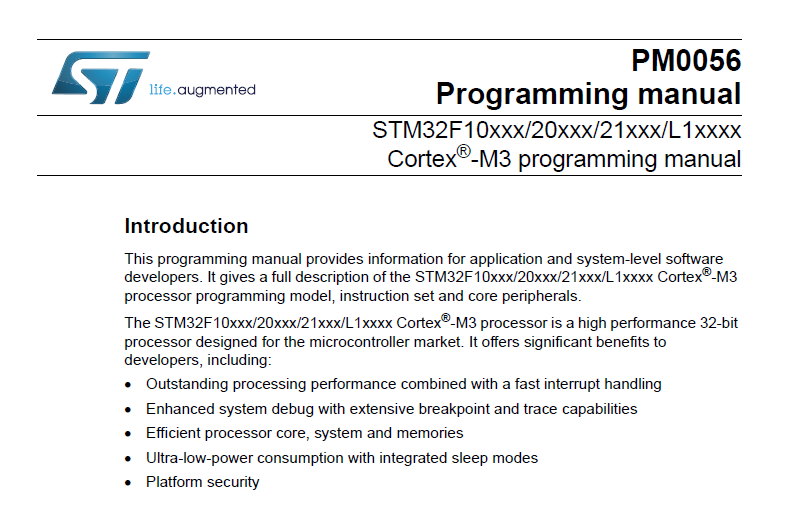 PM0056
life.augmented
Programming manual
STM32F10xxx/20xxx/21xxx/L1xxxx
Cortex®-M3 programming manual
Introduction
This programming manual provides information for application and system-level software
developers. It gives a full description of the STM32F10xxx/20xxx/21xxx/L1xxxx Cortex®-M3
processor programming model, instruction set and core peripherals.
The STM32F10xxx/20xxx/21xxx/L1xxxx Cortex®-M3 processor is a high performance 32-bit
processor designed for the microcontroller market. It offers significant benefits to
developers, including:
• Outstanding processing performance combined with a fast interrupt handling
• Enhanced system debug with extensive breakpoint and trace capabilities
• Efficient processor core, system and memories
• Ultra-low-power consumption with integrated sleep modes
• Platform security